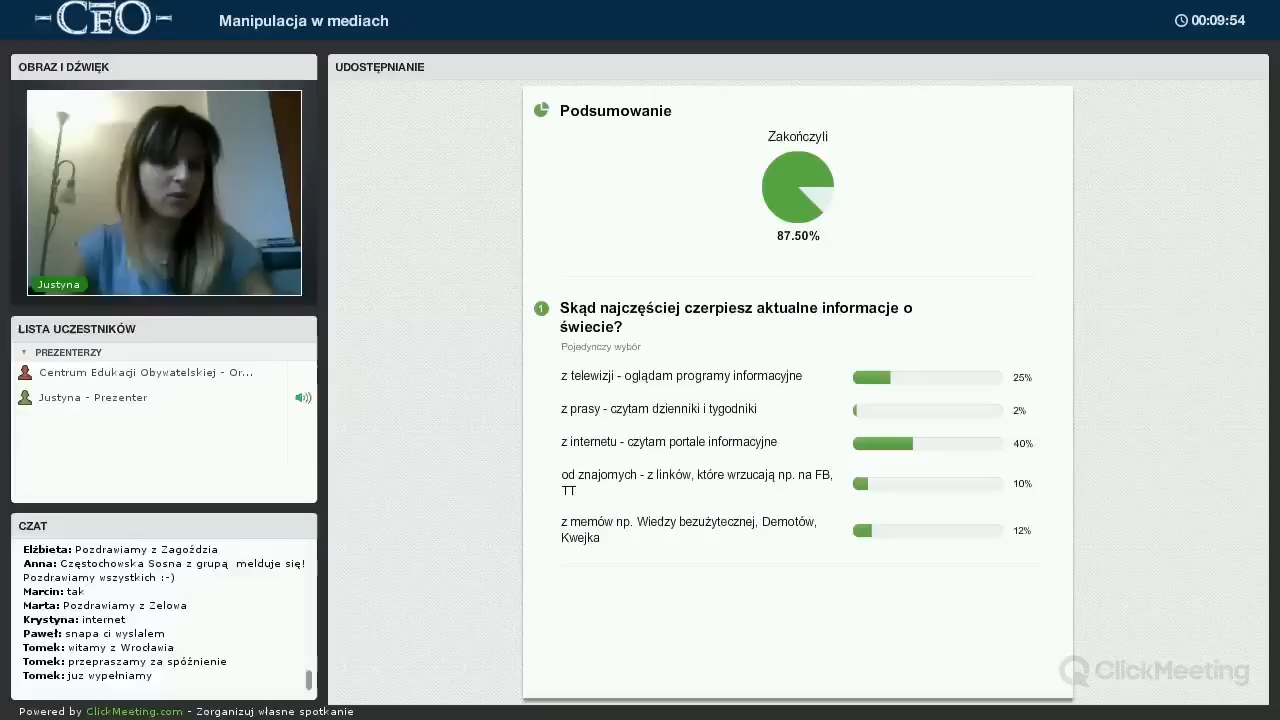 CEO
Manipulacja w mediach
00:09:54
OBRAZ I DŹWIĘK
Justyna
LISTA UCZESTNIKÓW
PREZENTERZY
Centrum Edukacji Obywatelskiej - Or...
Justyna - Prezenter
CZAT
Elżbieta: Pozdrawiamy z Zagoździa
Anna: Częstochowska Sosna z grupą melduje się!
Pozdrawiamy wszystkich :-)
Marcin: tak
Marta: Pozdrawiamy z Zelowa
Krystyna: internet
Paweł: snapa ci wyslalem
Tomek: witamy z Wrocławia
Tomek: przepraszamy za spóźnienie
Tomek: juz wypełniamy
Powered by ClickMeeting.com - Zorganizuj własne spotkanie
UDOSTĘPNIANIE
Podsumowanie
Zakończyli
87.50%
1 Skąd najczęściej czerpiesz aktualne informacje o
świecie?
Pojedynczy wybór
z telewizji - oglądam programy informacyjne 25%
z prasy - czytam dzienniki i tygodniki 2%
z internetu - czytam portale informacyjne 40%
od znajomych - z linków, które wrzucają np. na FB,
TT 10%
z memów np. Wiedzy bezużytecznej, Demotów,
Kwejka 12%
ClickMeeting